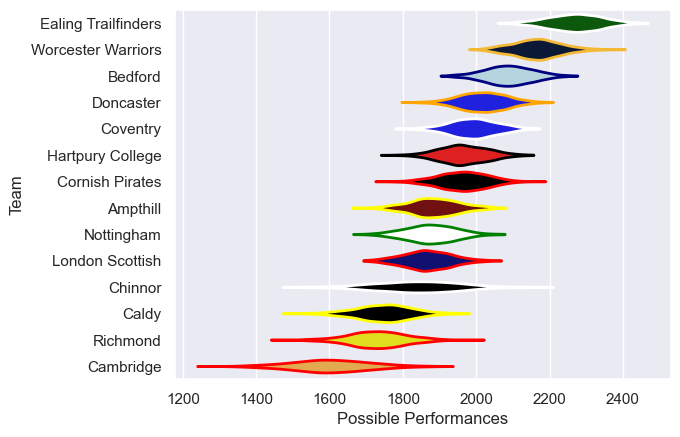 Ealing Trailfinders
Worcester Warriors
Bedford
Doncaster
Coventry
Hartpury College
Cornish Pirates
Ampthill
Nottingham
London Scottish
Chinnor
Caldy
Richmond
Cambridge
Team
1200 1400 1600 1800 2000 2200 2400
Possible Performances